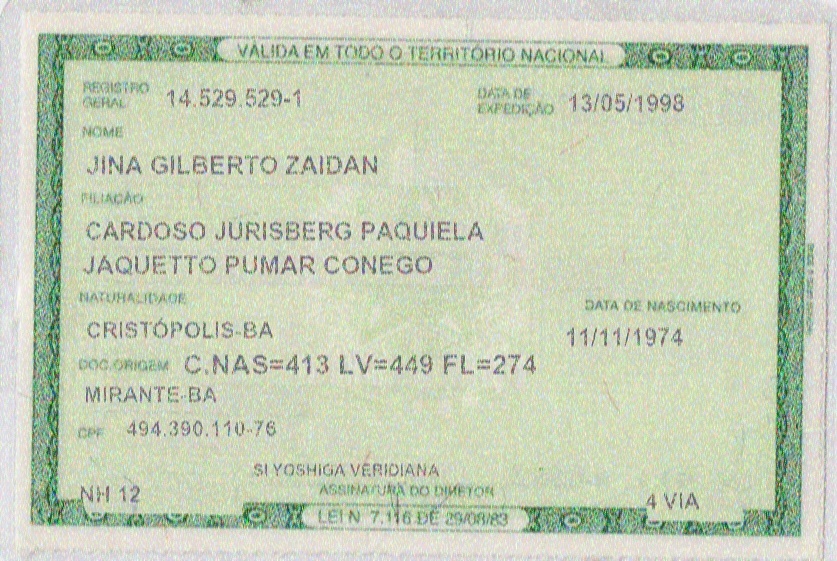 VÁLIDA EM TODO O TERRITÓRIO NACIONAL
REGISTRO GERAL 14.529.529-1 DATA DE EXPEDIÇÃO 13/05/1998
NOME
JINA GILBERTO ZAIDAN
FILIAÇÃO
CARDOSO JURISBERG PAQUIELA
JAQUETTO PUMAR CONEGO
NATURALIDADE DATA DE NASCIMENTO
CRISTÓPOLIS-BA 11/11/1974
DOC.ORIGEM C.NAS=413 LV=449 FL=274
MIRANTE-BA
CPF 494.390.110-76
SI YOSHIGA VERIDIANA
NH 12 ASSINATURA DO DIRETOR 4 VIA
LEI N 7.116 DE 29/08/83